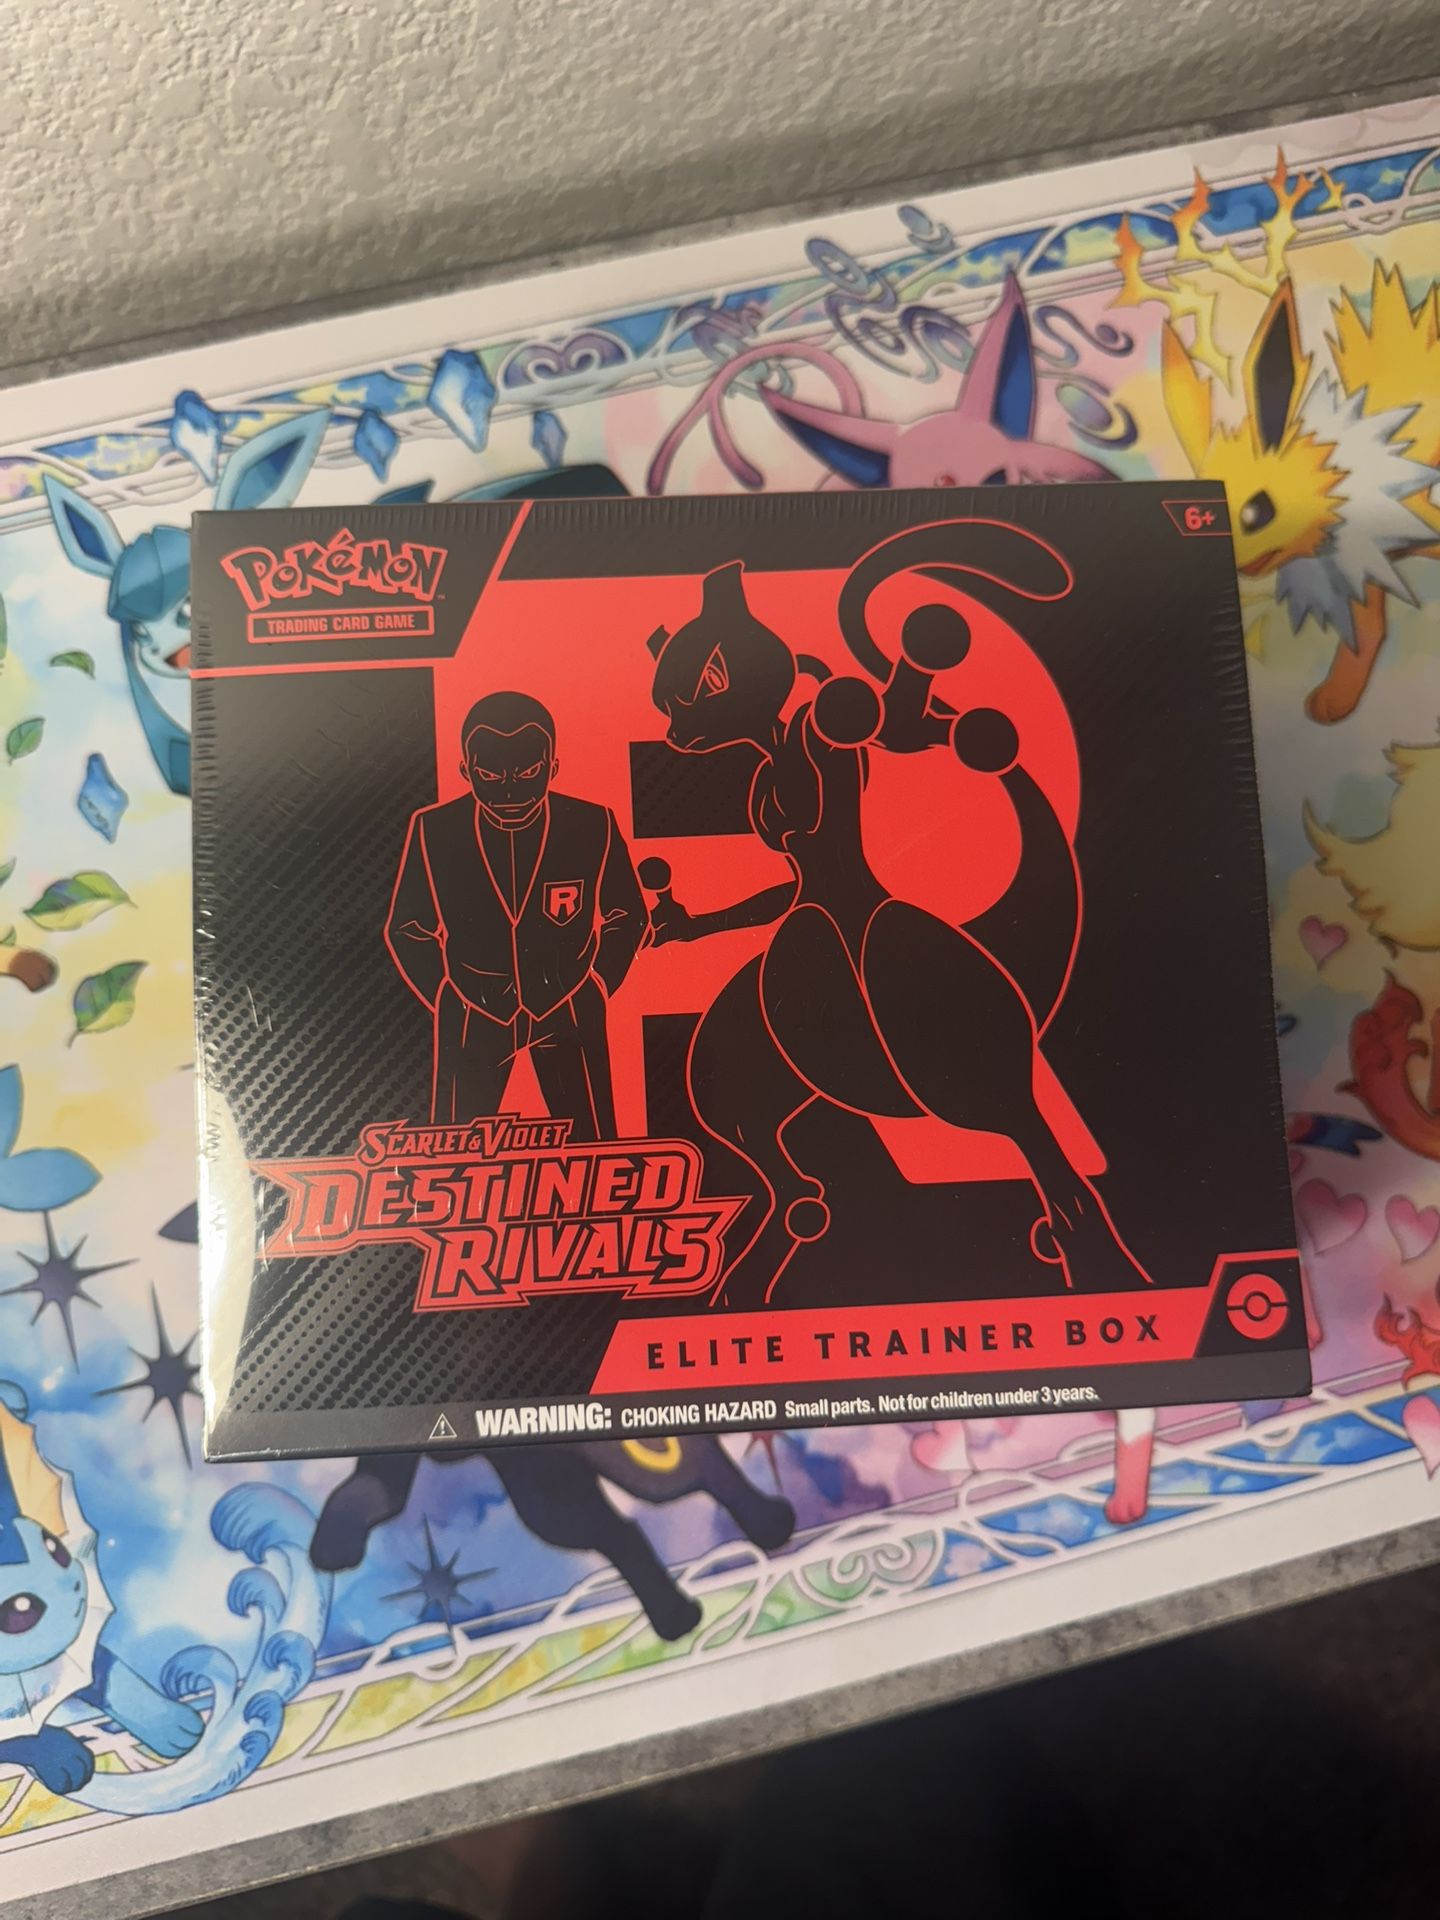 6+
POKéMON
TRADING CARD GAME
R
SCARLET & VIOLET
DESTINED
RIVALS
ELITE TRAINER BOX
WARNING: CHOKING HAZARD Small parts. Not for children under 3 years.